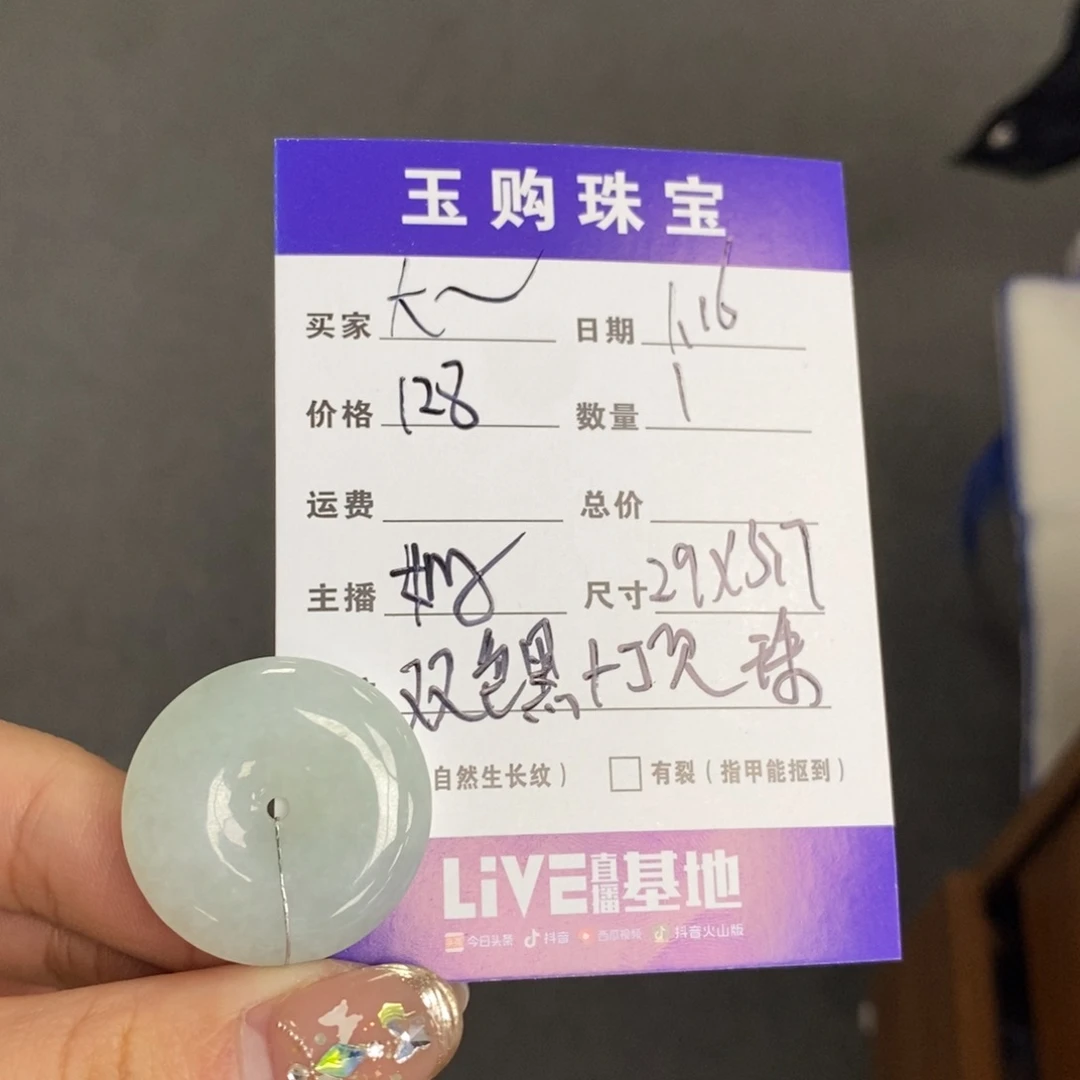 玉购珠宝
买家 大 日期 1.16
价格 128 数量 1
运费 总价
主播 尺寸 29X5.7
双色黑+顶珠
自然生长纹） 有裂（指甲能抠到）
LiVE直播基地
今日头条 抖音 西瓜视频 抖音火山版